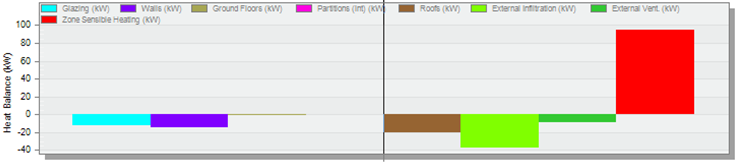 Glazing (kW) Walls (kW) Ground Floors (kW) Partitions (int) (kW) Roofs (kW) External Infiltration (kW) External Vent. (kW)
Zone Sensible Heating (kW)
Heat Balance (kW)
100
80
60
40
20
0
-20
-40